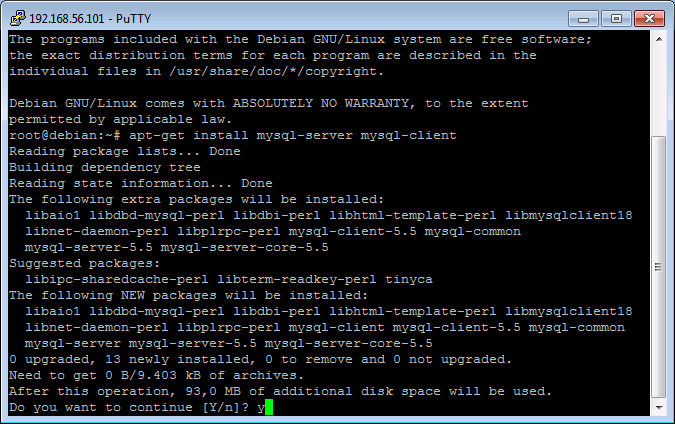 192.168.56.101 - PuTTY
The programs included with the Debian GNU/Linux system are free software;
the exact distribution terms for each program are described in the
individual files in /usr/share/doc/*/copyright.
Debian GNU/Linux comes with ABSOLUTELY NO WARRANTY, to the extent
permitted by applicable law.
root@debian:~# apt-get install mysql-server mysql-client
Reading package lists... Done
Building dependency tree
Reading state information... Done
The following extra packages will be installed:
libaio1 libdbd-mysql-perl libdbi-perl libhtml-template-perl libmysqlclient18
libnet-daemon-perl libplrpc-perl mysql-client-5.5 mysql-common
mysql-server-5.5 mysql-server-core-5.5
Suggested packages:
libipc-sharedcache-perl libterm-readkey-perl tinyca
The following NEW packages will be installed:
libaio1 libdbd-mysql-perl libdbi-perl libhtml-template-perl libmysqlclient18
libnet-daemon-perl libplrpc-perl mysql-client mysql-client-5.5 mysql-common
mysql-server mysql-server-5.5 mysql-server-core-5.5
0 upgraded, 13 newly installed, 0 to remove and 0 not upgraded.
Need to get 0 B/9.403 kB of archives.
After this operation, 93,0 MB of additional disk space will be used.
Do you want to continue [Y/n]? y